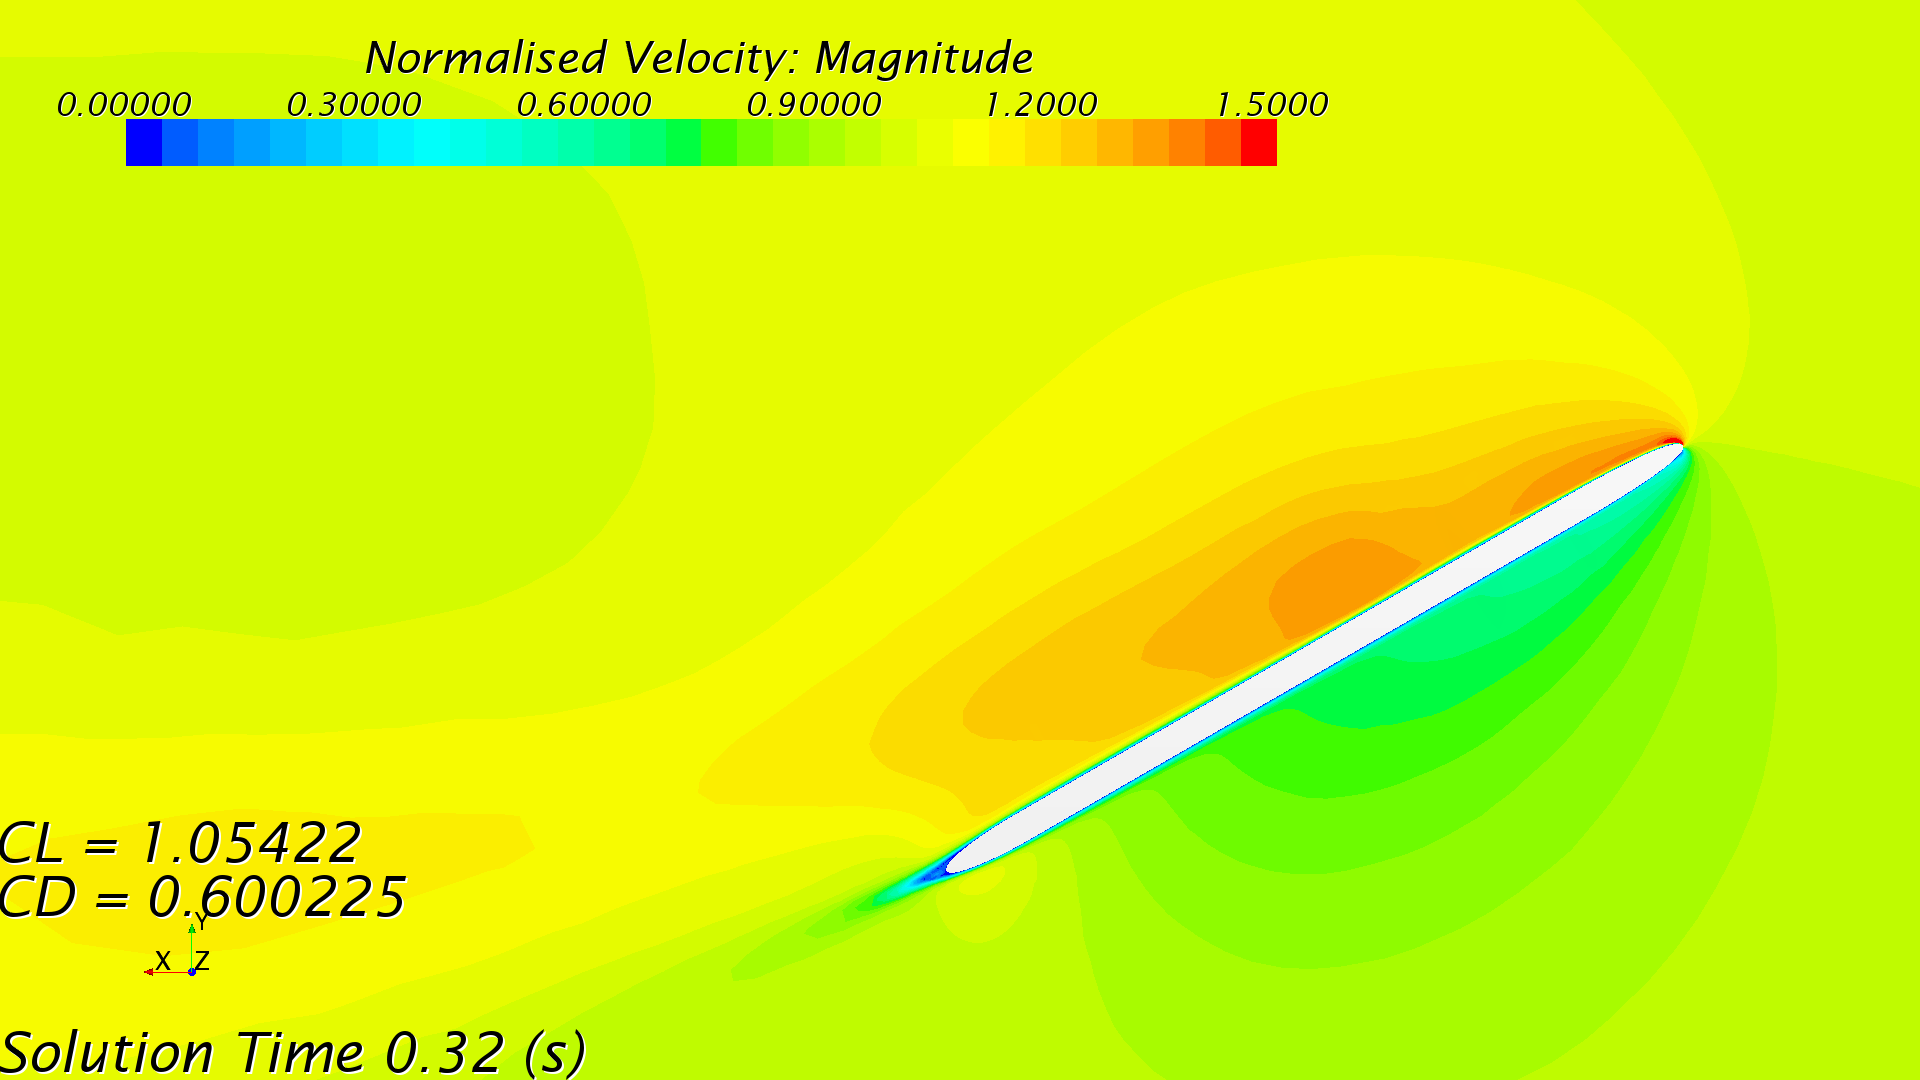 Normalised Velocity: Magnitude
0.00000 0.30000 0.60000 0.90000 1.2000 1.5000
CL = 1.05422
CD = 0.600225
Y
X Z
Solution Time 0.32 (s)